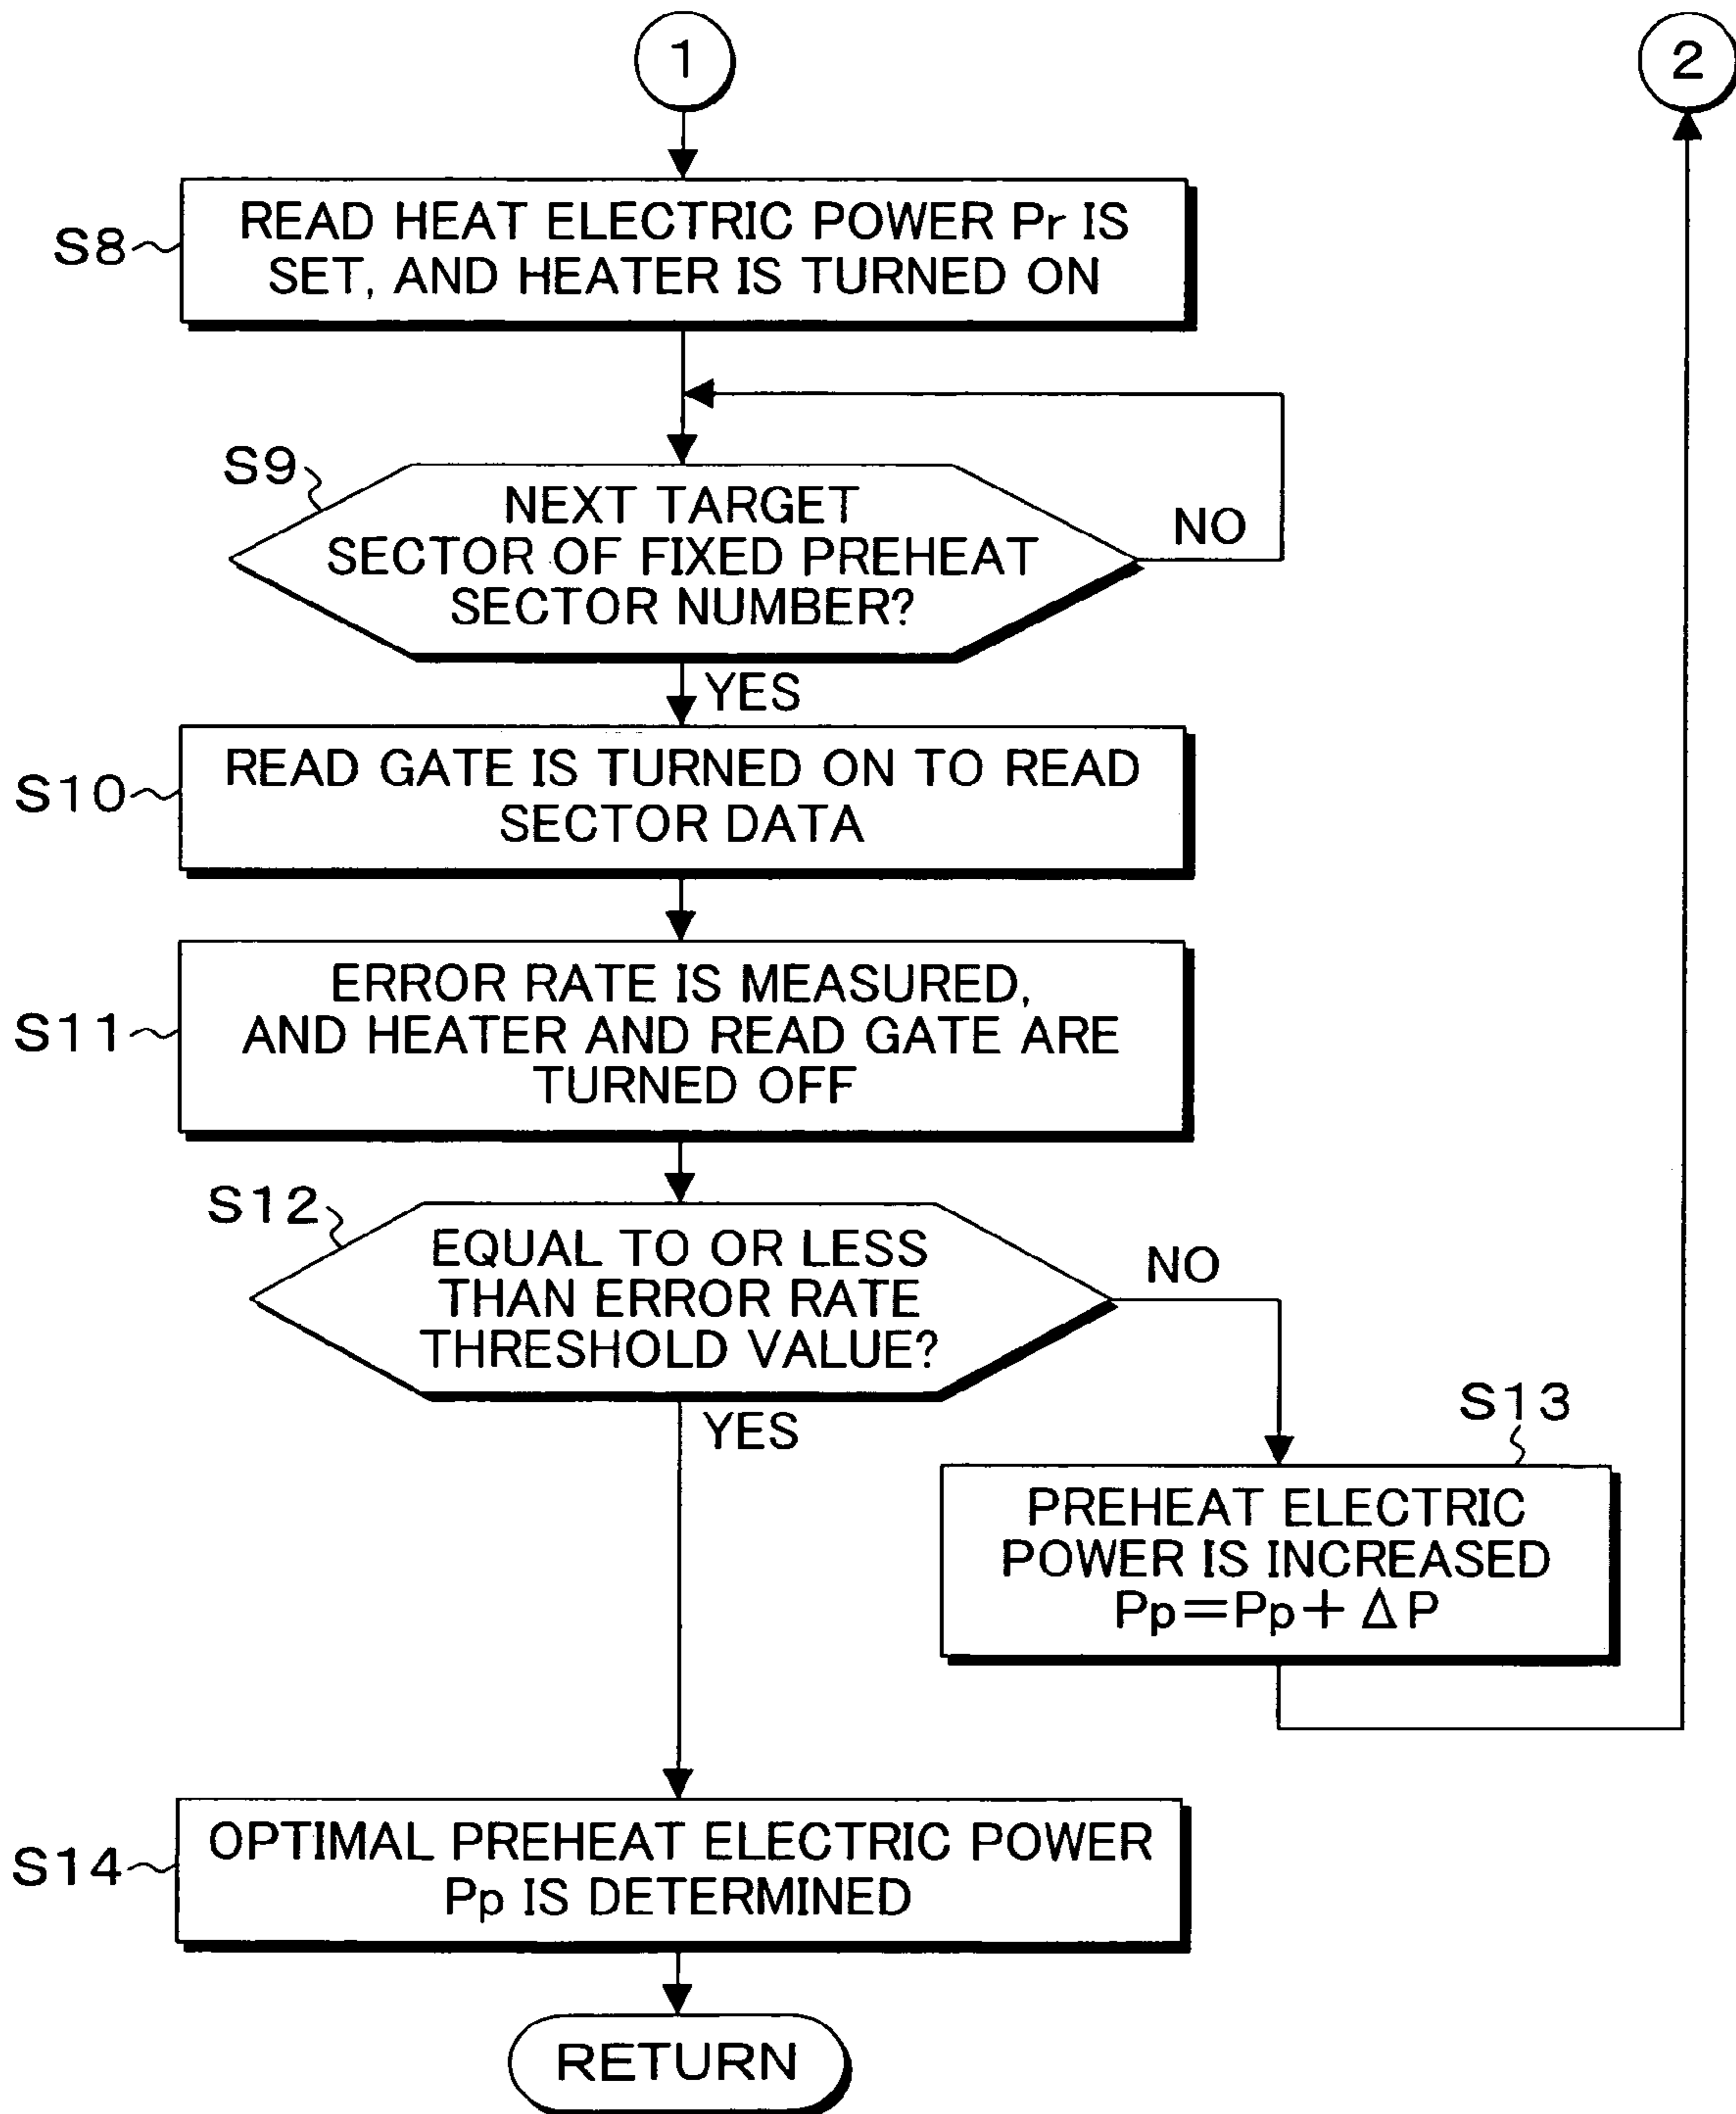 1
2
S8
READ HEAT ELECTRIC POWER Pr IS
SET, AND HEATER IS TURNED ON
S9
NEXT TARGET
SECTOR OF FIXED PREHEAT
SECTOR NUMBER?
NO
YES
S10
READ GATE IS TURNED ON TO READ
SECTOR DATA
S11
ERROR RATE IS MEASURED,
AND HEATER AND READ GATE ARE
TURNED OFF
S12
EQUAL TO OR LESS
THAN ERROR RATE
THRESHOLD VALUE?
NO
YES
S13
PREHEAT ELECTRIC
POWER IS INCREASED
Pp=Pp+ΔP
S14
OPTIMAL PREHEAT ELECTRIC POWER
Pp IS DETERMINED
RETURN